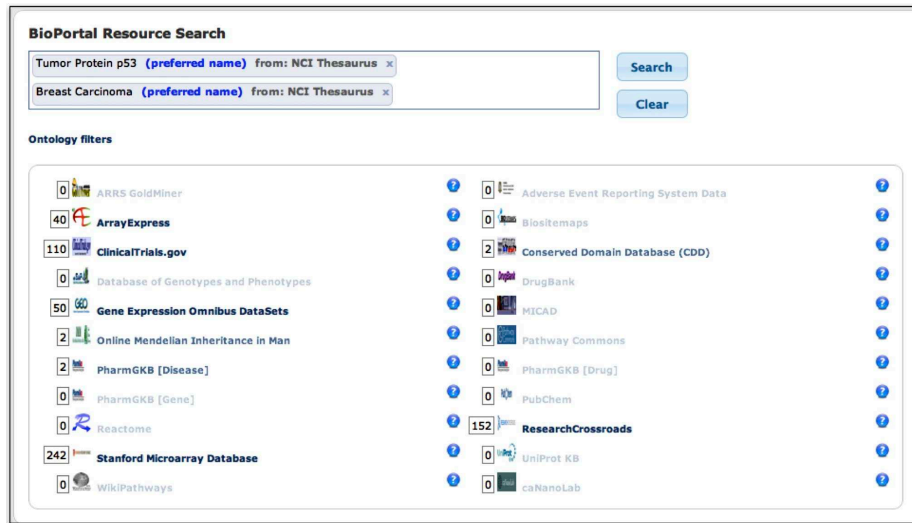 BioPortal Resource Search
Tumor Protein p53 (preferred name) from: NCI Thesaurus x
Breast Carcinoma (preferred name) from: NCI Thesaurus x
Search
Clear
Ontology filters
0 ARRS GoldMiner ?
40 ArrayExpress ?
110 ClinicalTrials.gov ?
0 Database of Genotypes and Phenotypes ?
50 Gene Expression Omnibus DataSets ?
2 Online Mendelian Inheritance in Man ?
2 PharmGKB [Disease] ?
0 PharmGKB [Gene] ?
0 Reactome ?
242 Stanford Microarray Database ?
0 WikiPathways ?
0 Adverse Event Reporting System Data ?
0 Biositemaps ?
2 Conserved Domain Database (CDD) ?
0 DrugBank ?
0 MICAD ?
0 Pathway Commons ?
0 PharmGKB [Drug] ?
0 PubChem ?
152 ResearchCrossroads ?
0 UniProt KB ?
0 caNanoLab ?